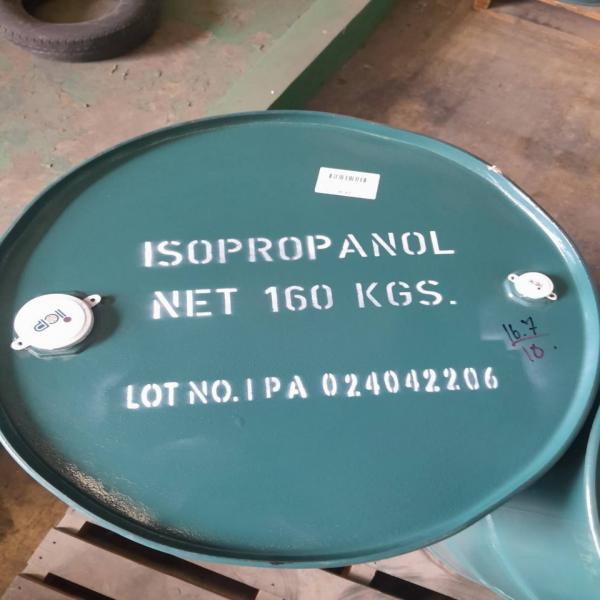 ISOPROPANOL
NET 160 KGS.
16.7
18.
LOT NO. IPA 024042206